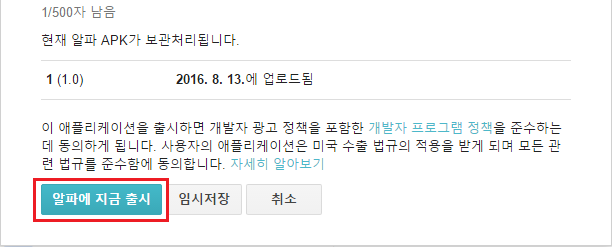 1/500자 남음
현재 알파 APK가 보관처리됩니다.
1 (1.0) 2016. 8. 13.에 업로드됨
이 애플리케이션을 출시하면 개발자 광고 정책을 포함한 개발자 프로그램 정책을 준수하는
데 동의하게 됩니다. 사용자의 애플리케이션은 미국 수출 법규의 적용을 받게 되며 모든 관
련 법규를 준수함에 동의합니다. 자세히 알아보기
알파에 지금 출시 임시저장 취소